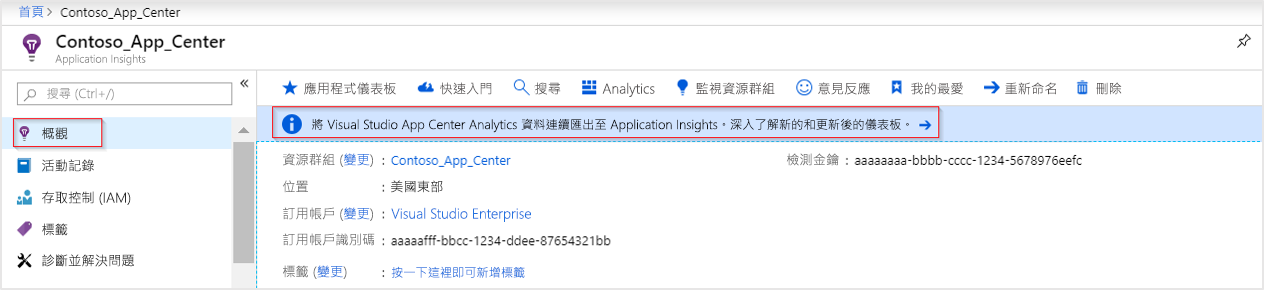 首頁 > Contoso_App_Center
Contoso_App_Center
Application Insights
搜尋 (Ctrl+/)
«
概觀
活動記錄
存取控制 (IAM)
標籤
診斷並解決問題
應用程式儀表板 快速入門 搜尋 Analytics 監視資源群組 意見反應 我的最愛 重新命名 刪除
將 Visual Studio App Center Analytics 資料連續匯出至 Application Insights。深入了解新的和更新後的儀表板。 →
資源群組 (變更) : Contoso_App_Center
檢測金鑰 : aaaaaaaa-bbbb-cccc-1234-5678976eefc
位置 : 美國東部
訂用帳戶 (變更) : Visual Studio Enterprise
訂用帳戶識別碼 : aaaaafff-bbcc-1234-ddee-87654321bb
標籤 (變更) : 按一下這裡即可新增標籤